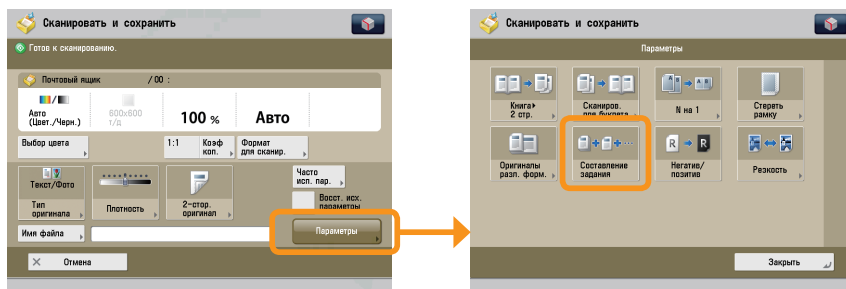 Сканировать и сохранить
Готов к сканированию.
Почтовый ящик / 00 :
Авто
(Цвет./Черн.)
600x600
т/д
100 %
Авто
Выбор цвета
1:1
Коэф
коп.
Формат
для сканир.
Текст/Фото
Тип
оригинала
Плотность
2-стор.
оригинал
Часто
исп. пар.
Восст. исх.
параметры
Имя файла
Параметры
Отмена
Сканировать и сохранить
Параметры
Книга
2 стр.
Сканиров.
для буклета
N на 1
Стереть
рамку
Оригиналы
разл. форм.
Составление
задания
R
R
Негатив/
позитив
Резкость
Закрыть